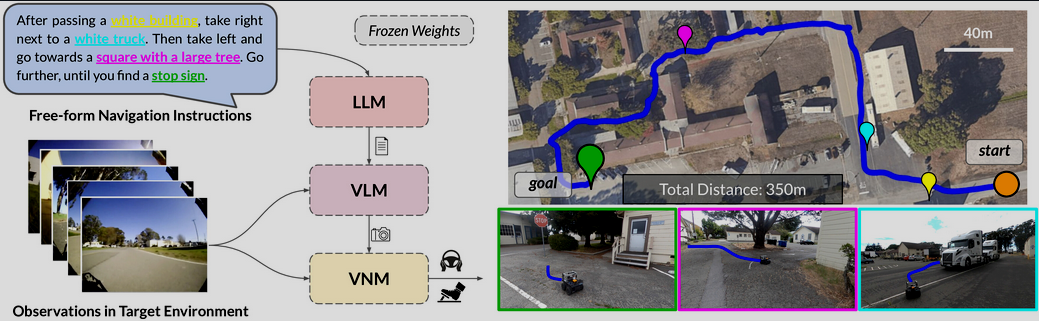 After passing a white building, take right
next to a white truck. Then take left and
go towards a square with a large tree. Go
further, until you find a stop sign.
Free-form Navigation Instructions
Observations in Target Environment
Frozen Weights
LLM
VLM
VNM
40m
start
goal
Total Distance: 350m
STOP